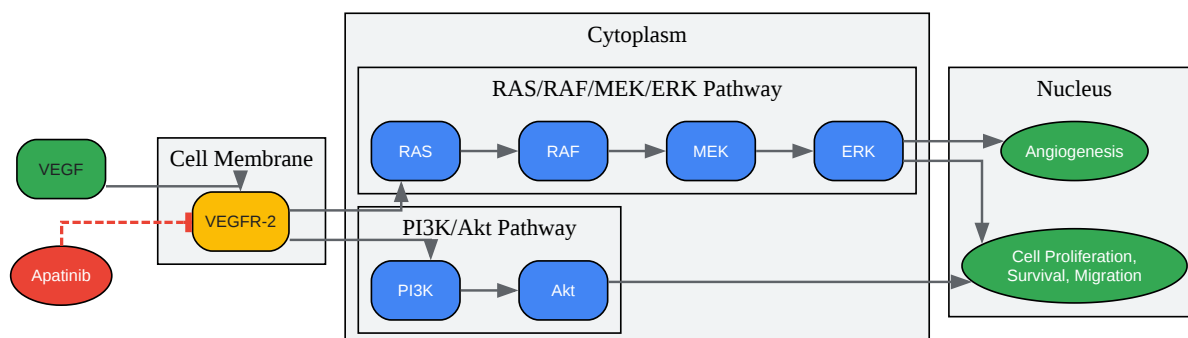 Cytoplasm
RAS/RAF/MEK/ERK Pathway
Nucleus
VEGF
Cell Membrane
RAS
RAF
MEK
ERK
Angiogenesis
VEGFR-2
PI3K/Akt Pathway
Apatinib
PI3K
Akt
Cell Proliferation,
Survival, Migration